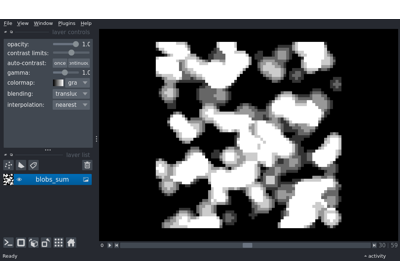 File View Window Plugins Help
layer controls
opacity: 1.0
contrast limits:
auto-contrast: once continuous
gamma: 1.0
colormap: gra
blending: transluc
interpolation: nearest
layer list
blobs_sum
0 30 59
Ready activity